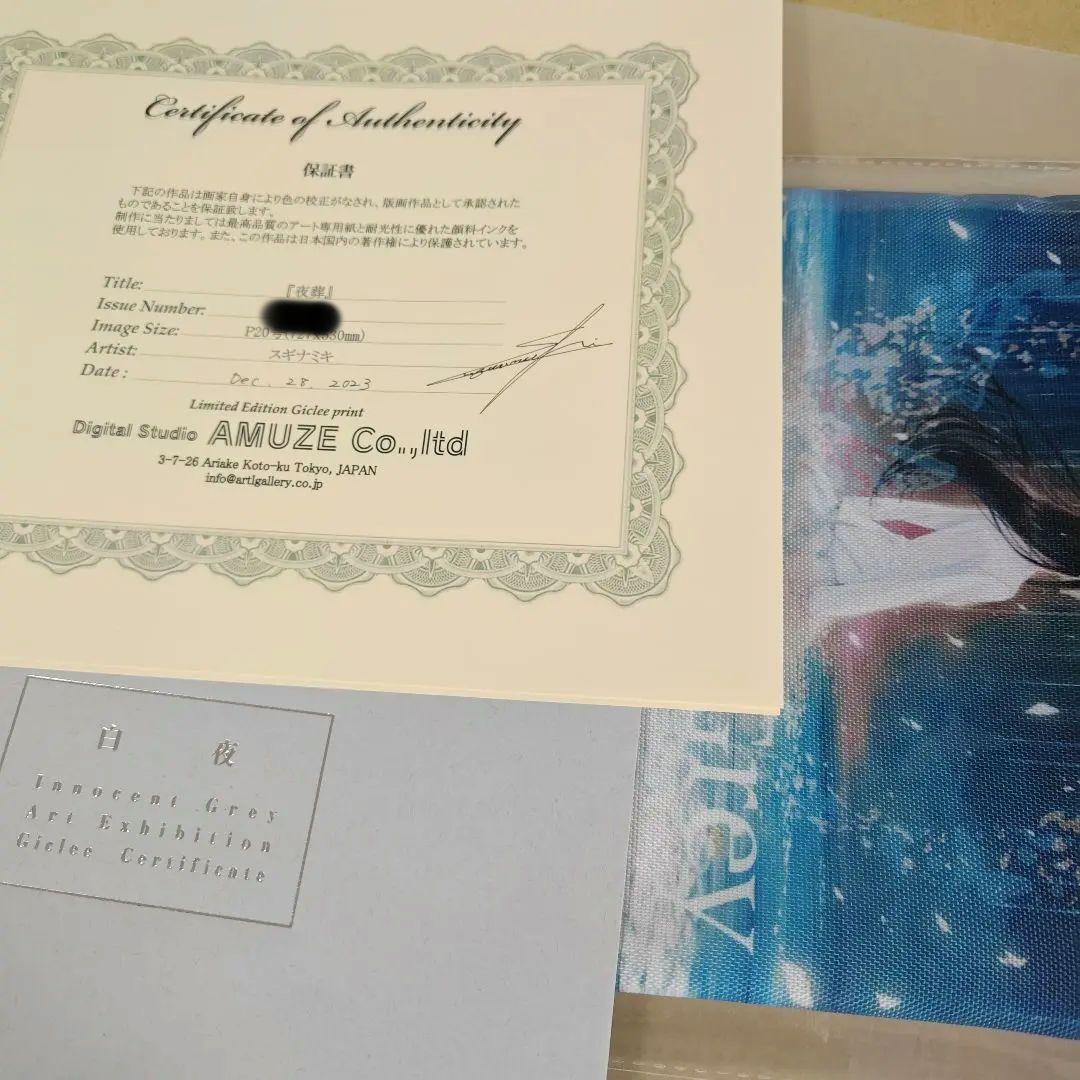 Certificate of Authenticity
保証書
下記の作品は画家自身により色の校正がなされ、版画作品として承認された
ものであることを保証致します。
制作に当たりましては最高品質のアート専用紙と耐光性に優れた顔料インクを
使用しております。また、この作品は日本国内の著作権により保護されています。
Title: 『夜葬』
Issue Number:
Image Size: P20号(727x530mm)
Artist: スギナミキ
Date : Dec. 28. 2023
Limited Edition Giclee print
Digital Studio AMUZE Co.,ltd
3-7-26 Ariake Koto-ku Tokyo, JAPAN
info@artlgallery.co.jp
白夜
Innocent Grey
Art Exhibition
Giclee Certificate